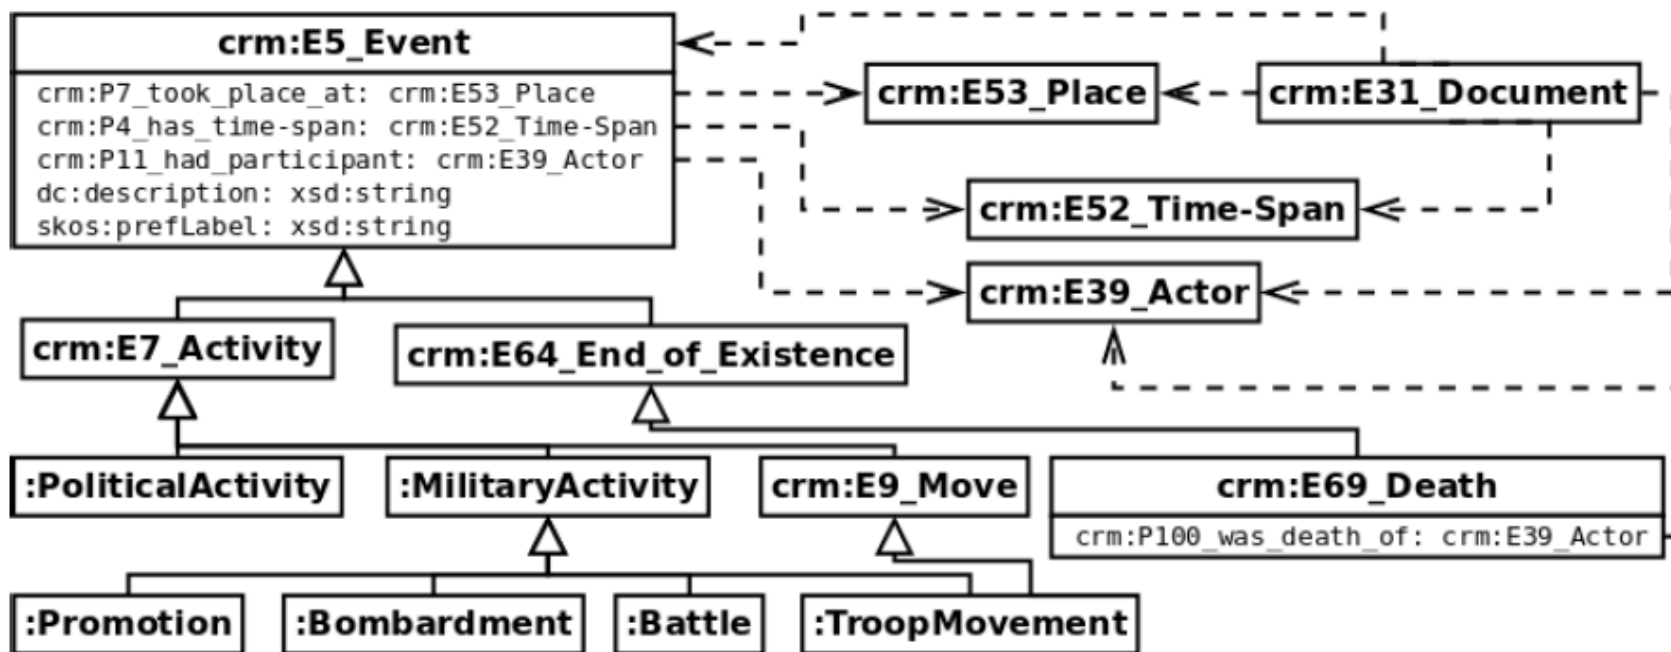 crm:E5_Event
crm:P7_took_place_at: crm:E53_Place
crm:P4_has_time-span: crm:E52_Time-Span
crm:P11_had_participant: crm:E39_Actor
dc:description: xsd:string
skos:prefLabel: xsd:string
crm:E53_Place
crm:E31_Document
crm:E52_Time-Span
crm:E39_Actor
crm:E7_Activity
crm:E64_End_of_Existence
:PoliticalActivity
:MilitaryActivity
crm:E9_Move
crm:E69_Death
crm:P100_was_death_of: crm:E39_Actor
:Promotion
:Bombardment
:Battle
:TroopMovement